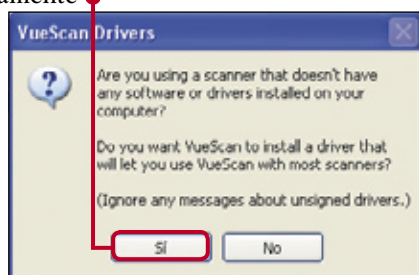 amente
VueScan Drivers
Are you using a scanner that doesn't have
any software or drivers installed on your
computer?
Do you want VueScan to install a driver that
will let you use VueScan with most scanners?
(Ignore any messages about unsigned drivers.)
Sí
No